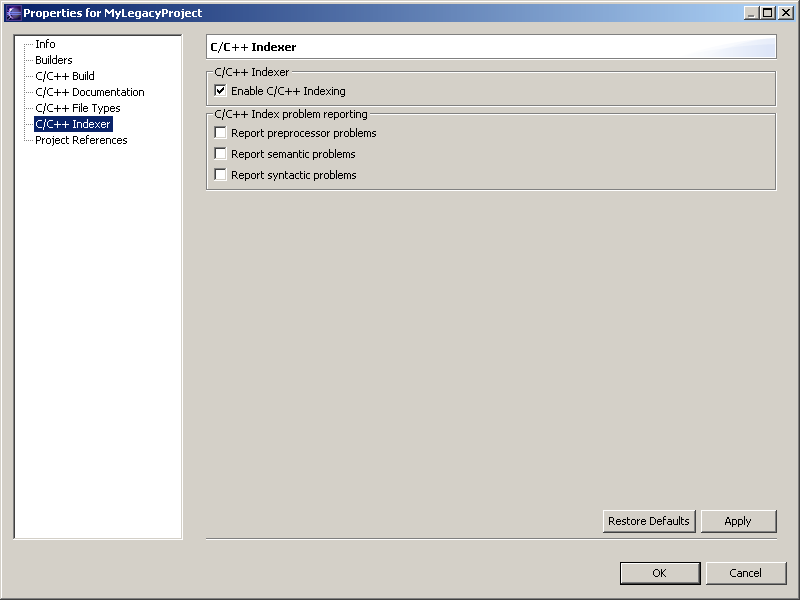 Properties for MyLegacyProject
Info
Builders
C/C++ Build
C/C++ Documentation
C/C++ File Types
C/C++ Indexer
Project References
C/C++ Indexer
C/C++ Indexer
Enable C/C++ Indexing
C/C++ Index problem reporting
Report preprocessor problems
Report semantic problems
Report syntactic problems
Restore Defaults
Apply
OK
Cancel